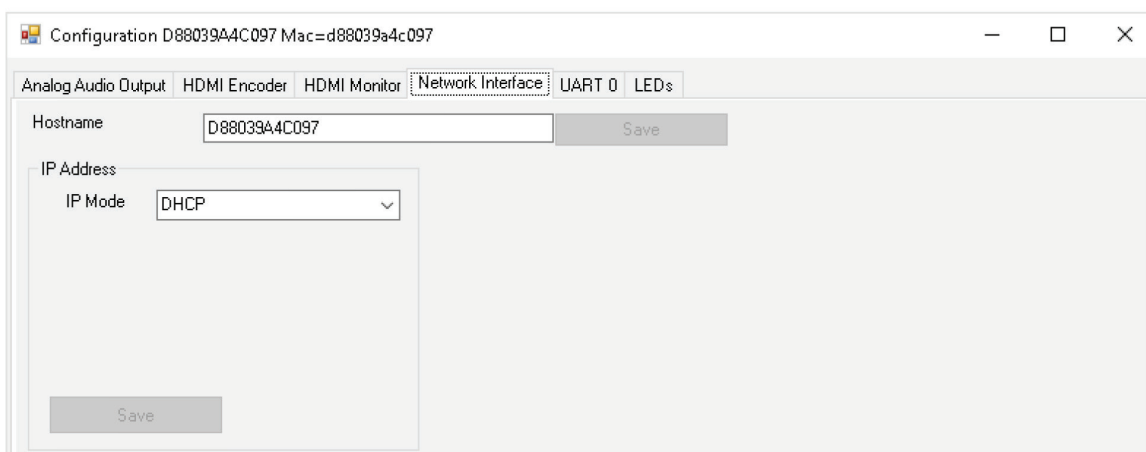 Configuration D88039A4C097 Mac=d88039a4c097
Analog Audio Output HDMI Encoder HDMI Monitor Network Interface UART 0 LEDs
Hostname D88039A4C097 Save
IP Address
IP Mode DHCP
Save